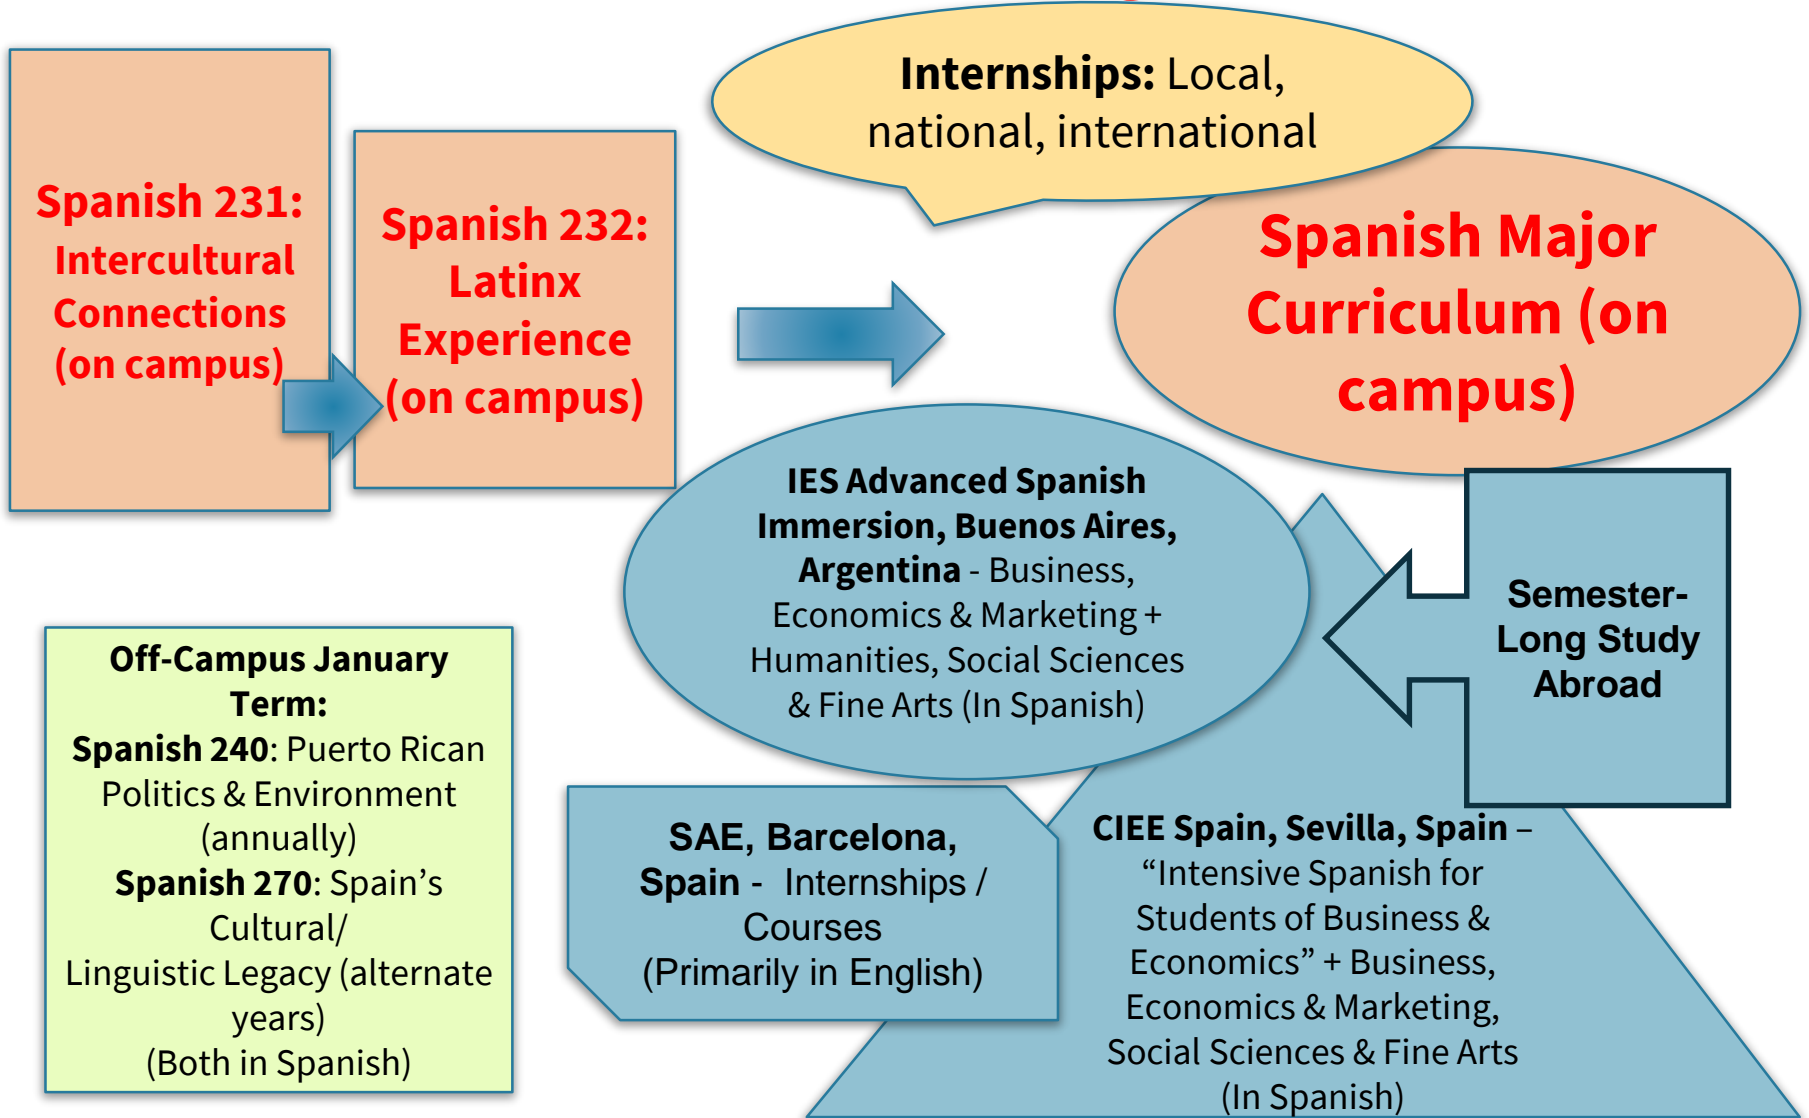 Spanish 231:
Intercultural
Connections
(on campus)
Spanish 232:
Latinx
Experience
(on campus)
Internships: Local,
national, international
Spanish Major
Curriculum (on
campus)
IES Advanced Spanish
Immersion, Buenos Aires,
Argentina - Business,
Economics & Marketing +
Humanities, Social Sciences
& Fine Arts (In Spanish)
Semester-
Long Study
Abroad
Off-Campus January
Term:
Spanish 240: Puerto Rican
Politics & Environment
(annually)
Spanish 270: Spain’s
Cultural/
Linguistic Legacy (alternate
years)
(Both in Spanish)
SAE, Barcelona,
Spain - Internships /
Courses
(Primarily in English)
CIEE Spain, Sevilla, Spain –
“Intensive Spanish for
Students of Business &
Economics” + Business,
Economics & Marketing,
Social Sciences & Fine Arts
(In Spanish)